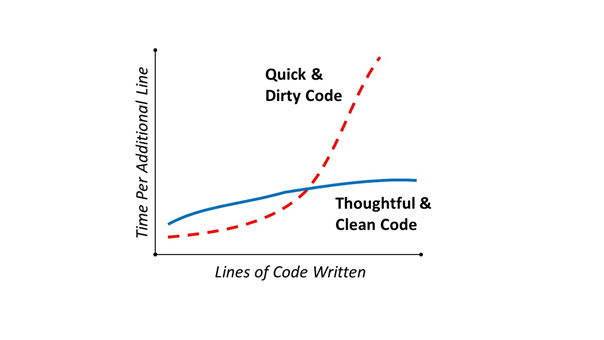 Quick &
Dirty Code
Time Per Additional Line
Thoughtful &
Clean Code
Lines of Code Written